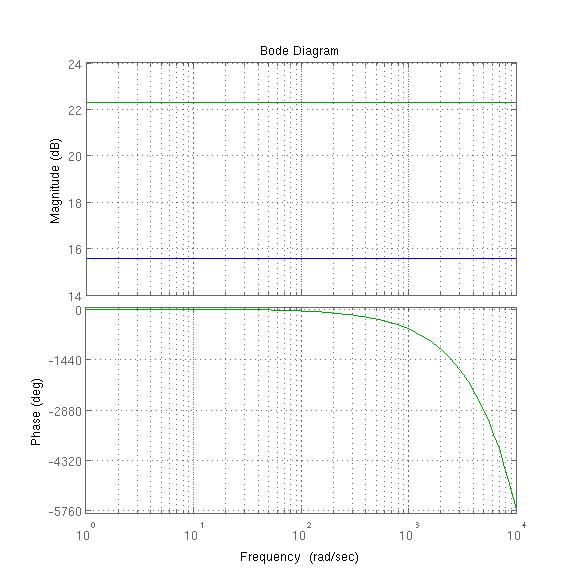 Bode Diagram
Magnitude (dB)
24
22
20
18
16
14
Phase (deg)
0
-1440
-2880
-4320
-5760
10^0 10^1 10^2 10^3 10^4
Frequency (rad/sec)